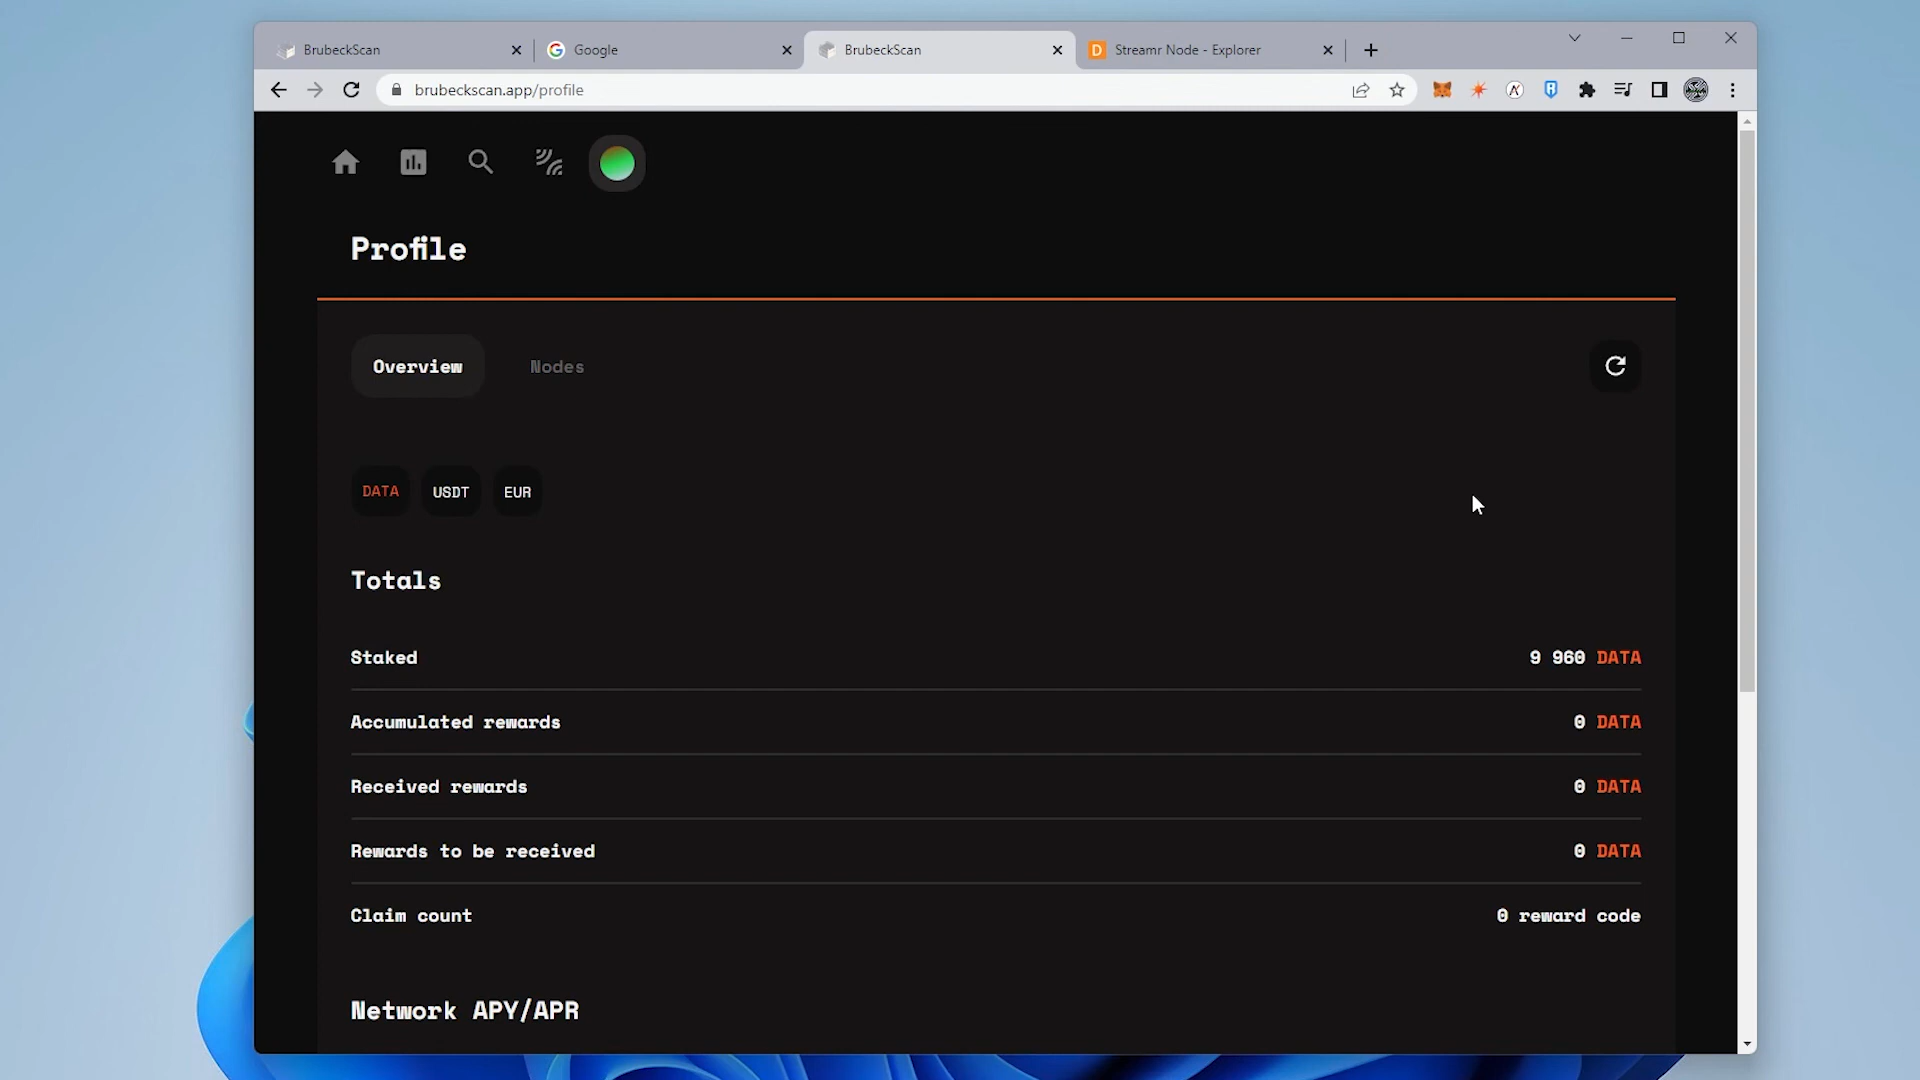 BrubeckScan
Google
BrubeckScan
Streamr Node - Explorer
brubeckscan.app/profile
Profile
Overview
Nodes
DATA
USDT
EUR
Totals
Staked
9 960 DATA
Accumulated rewards
0 DATA
Received rewards
0 DATA
Rewards to be received
0 DATA
Claim count
0 reward code
Network APY/APR